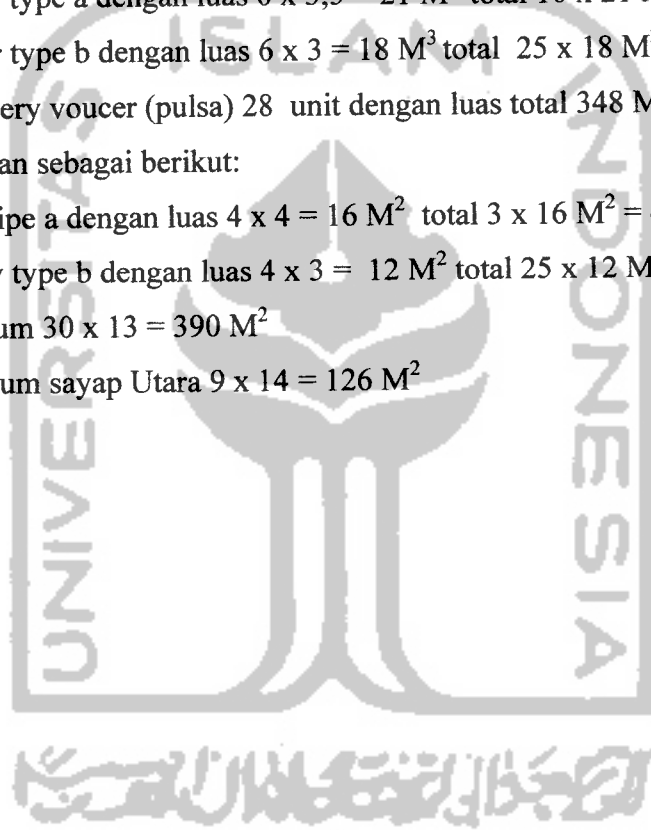 type a dengan luas 6 x 3,5 = 21 M² total
type b dengan luas 6 x 3 = 18 M³ total 25 x 18 M
ery voucer (pulsa) 28 unit dengan luas total 348 M
an sebagai berikut:
ipe a dengan luas 4 x 4 = 16 M² total 3 x 16 M² =
type b dengan luas 4 x 3 = 12 M² total 25 x 12 M
um 30 x 13 = 390 M²
um sayap Utara 9 x 14 = 126 M²
ISLAM
UNIVERSITAS
INDONESIA